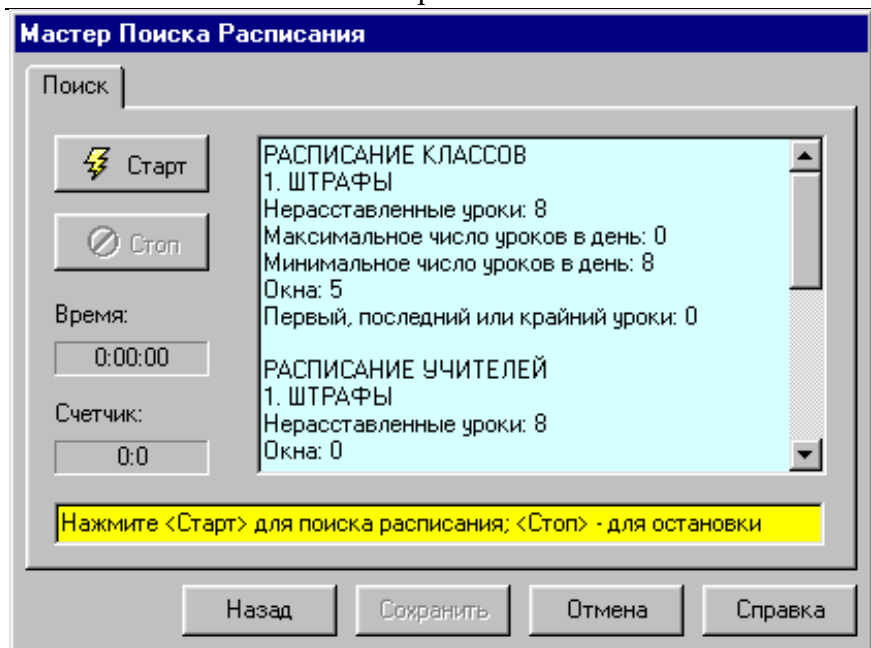 Мастер Поиска Расписания
Поиск
Старт
Стоп
Время:
0:00:00
Счетчик:
0:0
РАСПИСАНИЕ КЛАССОВ
1. ШТРАФЫ
Нерасставленные уроки: 8
Максимальное число уроков в день: 0
Минимальное число уроков в день: 8
Окна: 5
Первый, последний или крайний уроки: 0
РАСПИСАНИЕ УЧИТЕЛЕЙ
1. ШТРАФЫ
Нерасставленные уроки: 8
Окна: 0
Нажмите <Старт> для поиска расписания; <Стоп> - для остановки
Назад
Сохранить
Отмена
Справка